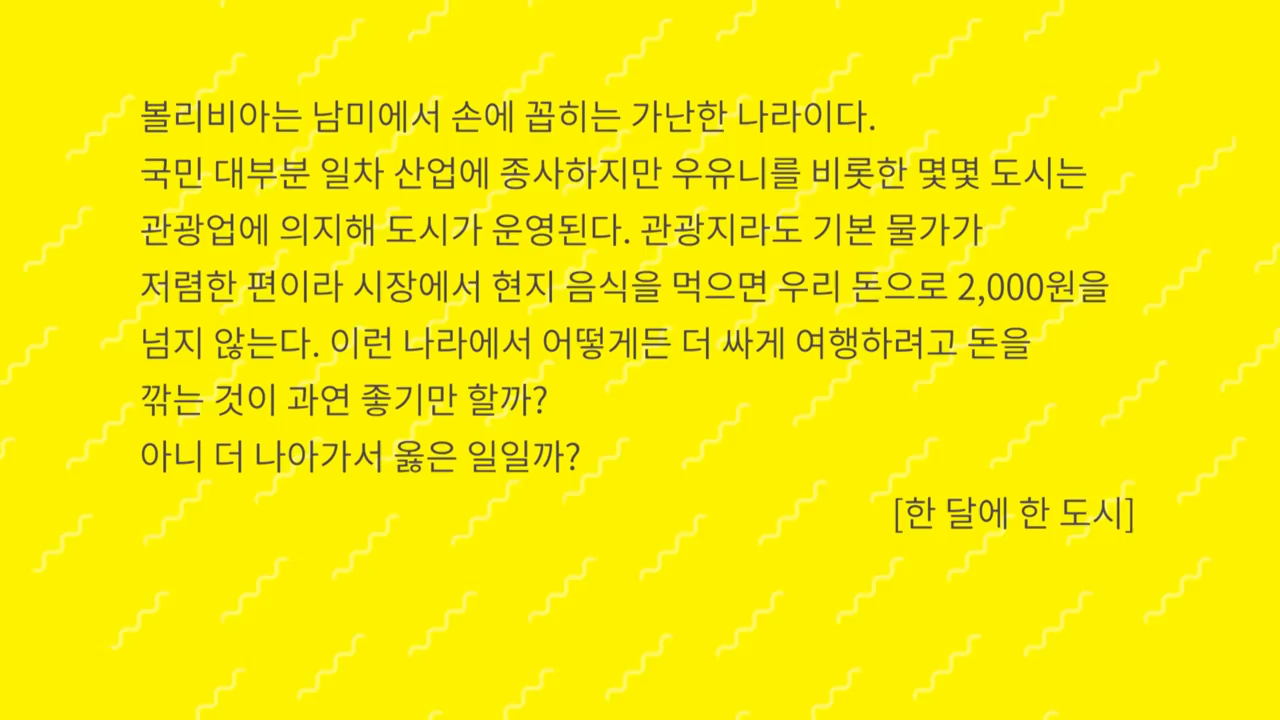 볼리비아는 남미에서 손에 꼽히는 가난한 나라이다.
국민 대부분 일차 산업에 종사하지만 우유니를 비롯한 몇몇 도시는
관광업에 의지해 도시가 운영된다. 관광지라도 기본 물가가
저렴한 편이라 시장에서 현지 음식을 먹으면 우리 돈으로 2,000원을
넘지 않는다. 이런 나라에서 어떻게든 더 싸게 여행하려고 돈을
깎는 것이 과연 좋기만 할까?
아니 더 나아가서 옳은 일일까?
[한 달에 한 도시]